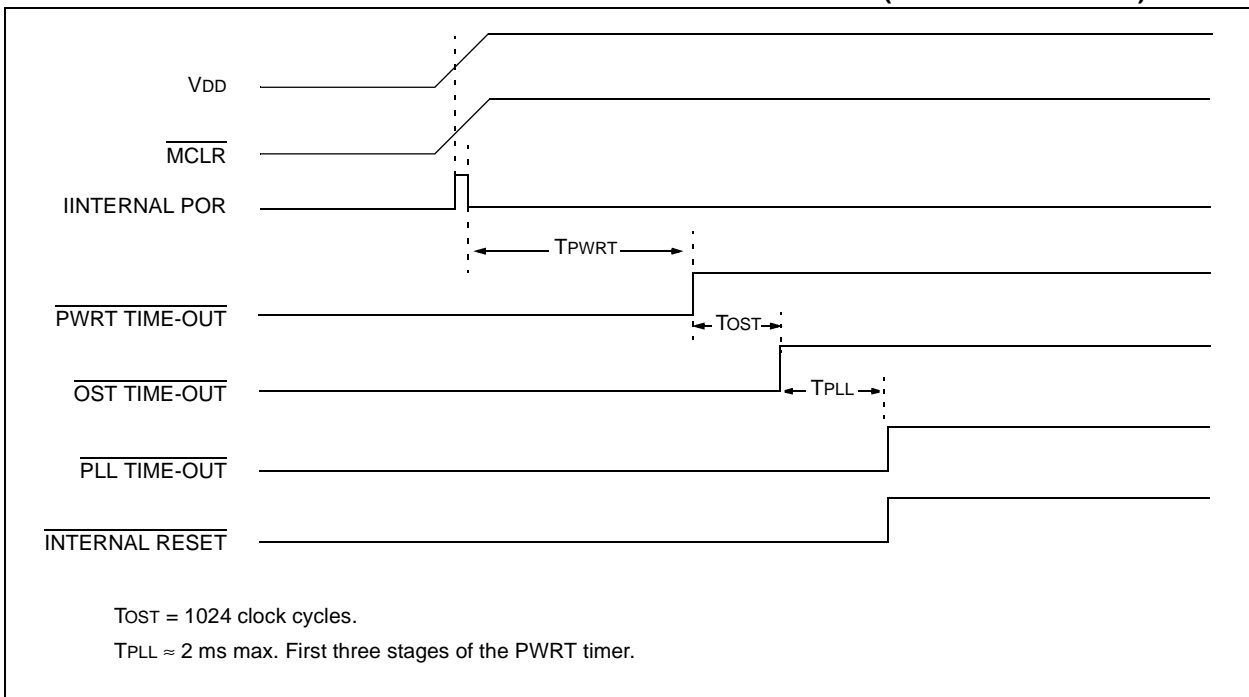 VDD
MCLR
IINTERNAL POR
TPWRT
PWRT TIME-OUT
TOST
OST TIME-OUT
TPLL
PLL TIME-OUT
INTERNAL RESET
TOST = 1024 clock cycles.
TPLL ≈ 2 ms max. First three stages of the PWRT timer.